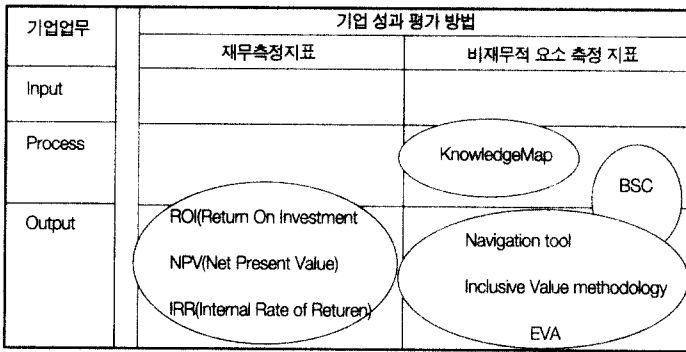 기업업무
기업 성과 평가 방법
재무측정지표
비재무적 요소 측정 지표
Input
Process
KnowledgeMap
BSC
Output
ROI(Return On Investment
NPV(Net Present Value)
IRR(Internal Rate of Returen)
Navigation tool
Inclusive Value methodology
EVA